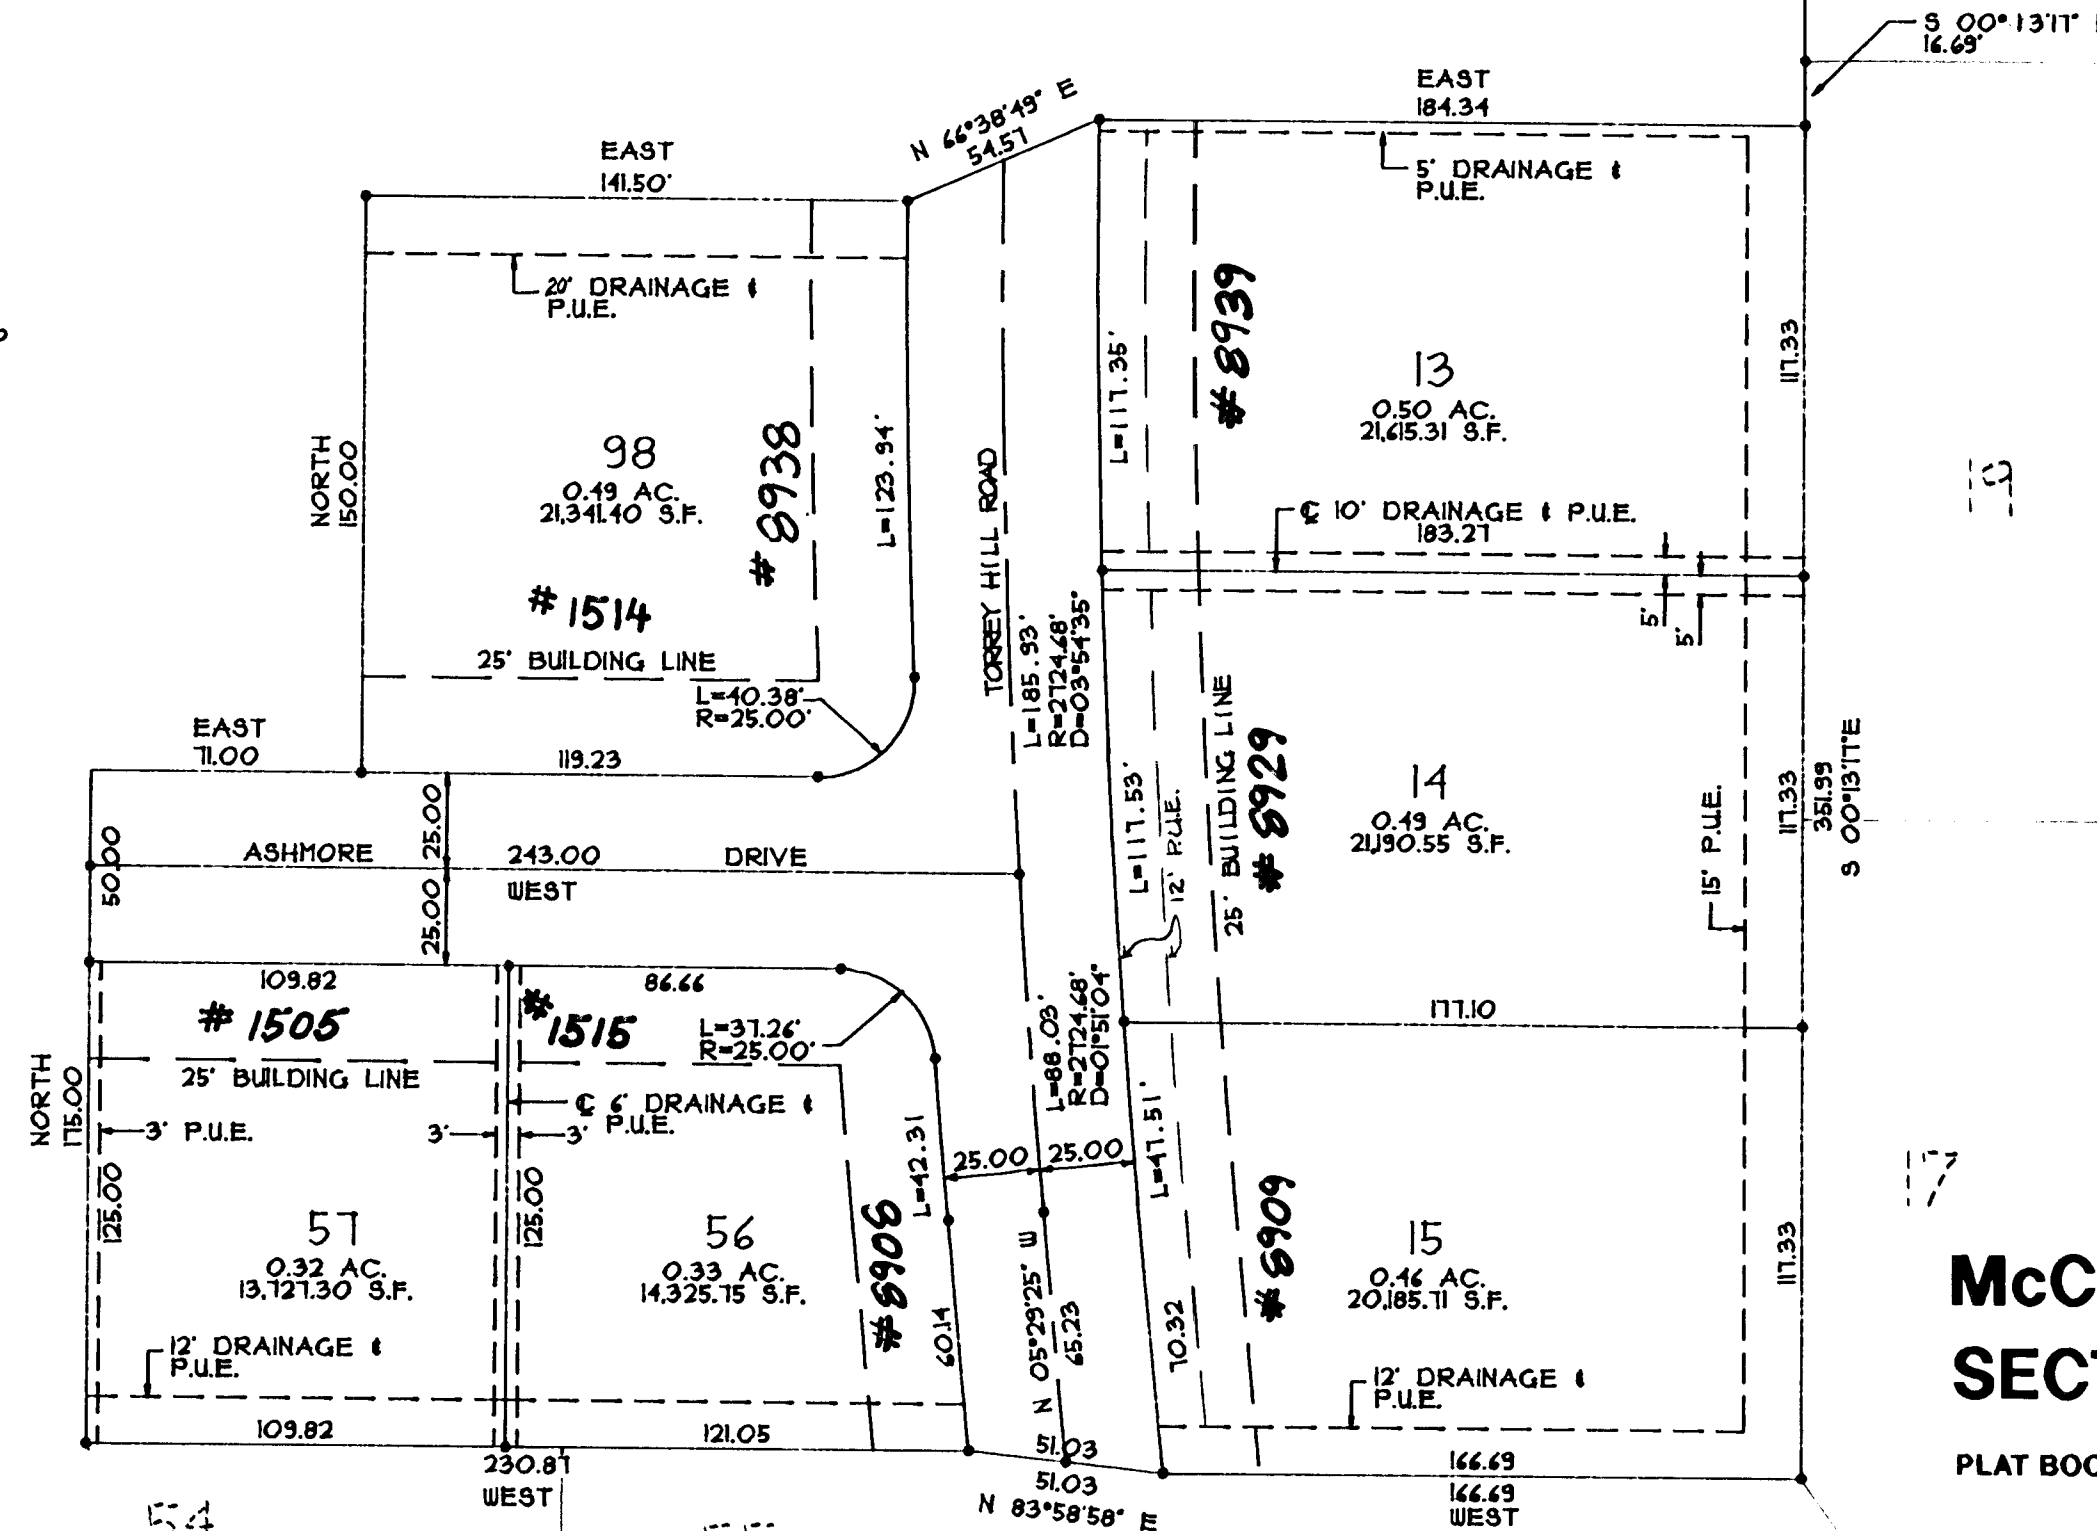 S 00°13'17"
16.69'
EAST
184.34
N 66°38'49" E
54.57
EAST
141.50'
5' DRAINAGE &
P.U.E.
20' DRAINAGE &
P.U.E.
#8939
L=117.35'
117.33
13
0.50 AC.
21,615.31 S.F.
98
0.49 AC.
21,341.40 S.F.
#8938
L=123.94'
NORTH
150.00
TORREY HILL ROAD
19
℄ 10' DRAINAGE & P.U.E.
183.27
5'
5'
#1514
25' BUILDING LINE
L=40.38'
R=25.00'
L=185.93'
R=2724.68'
D=03°54'35"
EAST
71.00
119.23
25' BUILDING LINE
#8929
L=117.53'
12' P.U.E.
14
0.49 AC.
21,190.55 S.F.
15' P.U.E.
117.33
351.99
S 00°13'17"E
50.00
25.00
ASHMORE
243.00
DRIVE
WEST
25.00
109.82
86.66
#1505
#1515
L=37.26'
R=25.00'
L=88.03'
R=2724.68'
D=01°51'04"
177.10
25' BUILDING LINE
NORTH
175.00
3' P.U.E.
3'
3'
℄ 6' DRAINAGE &
P.U.E.
L=42.31
25.00
25.00
L=47.51'
17
125.00
125.00
57
0.32 AC.
13,727.30 S.F.
56
0.33 AC.
14,325.75 S.F.
#8908
60.14
N 05°29'25" W
65.23
70.32
#8909
15
0.46 AC.
20,185.71 S.F.
117.33
McC
SECT
12' DRAINAGE &
P.U.E.
12' DRAINAGE &
P.U.E.
109.82
121.05
51.03
166.69
230.87
WEST
51.03
N 83°58'58" E
166.69
WEST
PLAT BOO
54